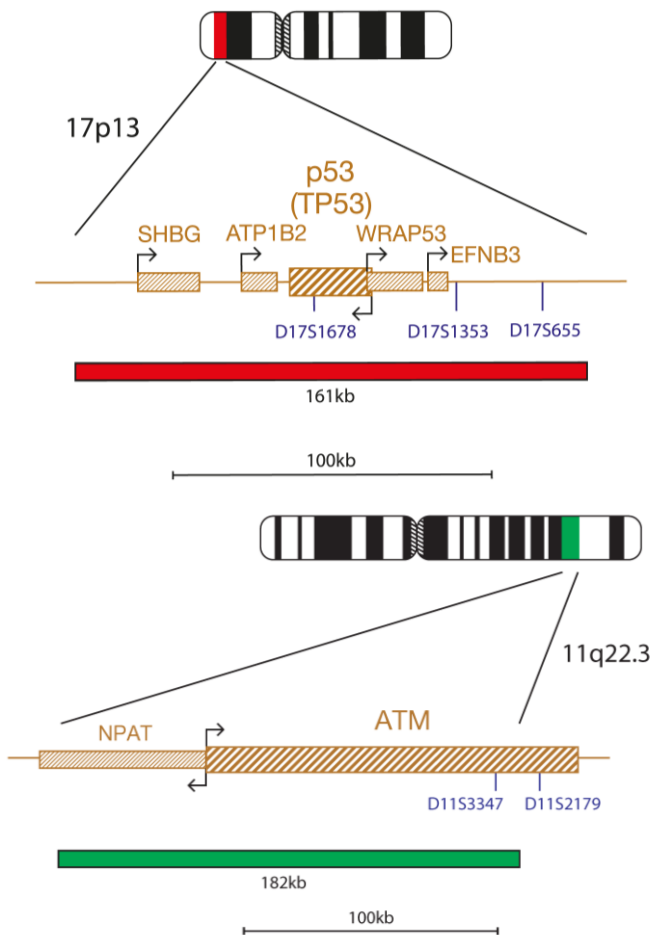 17p13
p53
(TP53)
SHBG
ATP1B2
WRAP53
EFNB3
D17S1678
D17S1353
D17S655
161kb
100kb
11q22.3
NPAT
ATM
D11S3347
D11S2179
182kb
100kb